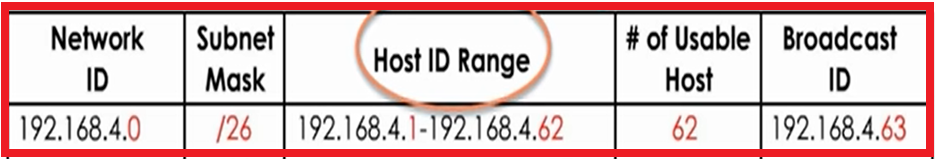 Network ID
Subnet Mask
Host ID Range
# of Usable Host
Broadcast ID
192.168.4.0
/26
192.168.4.1-192.168.4.62
62
192.168.4.63